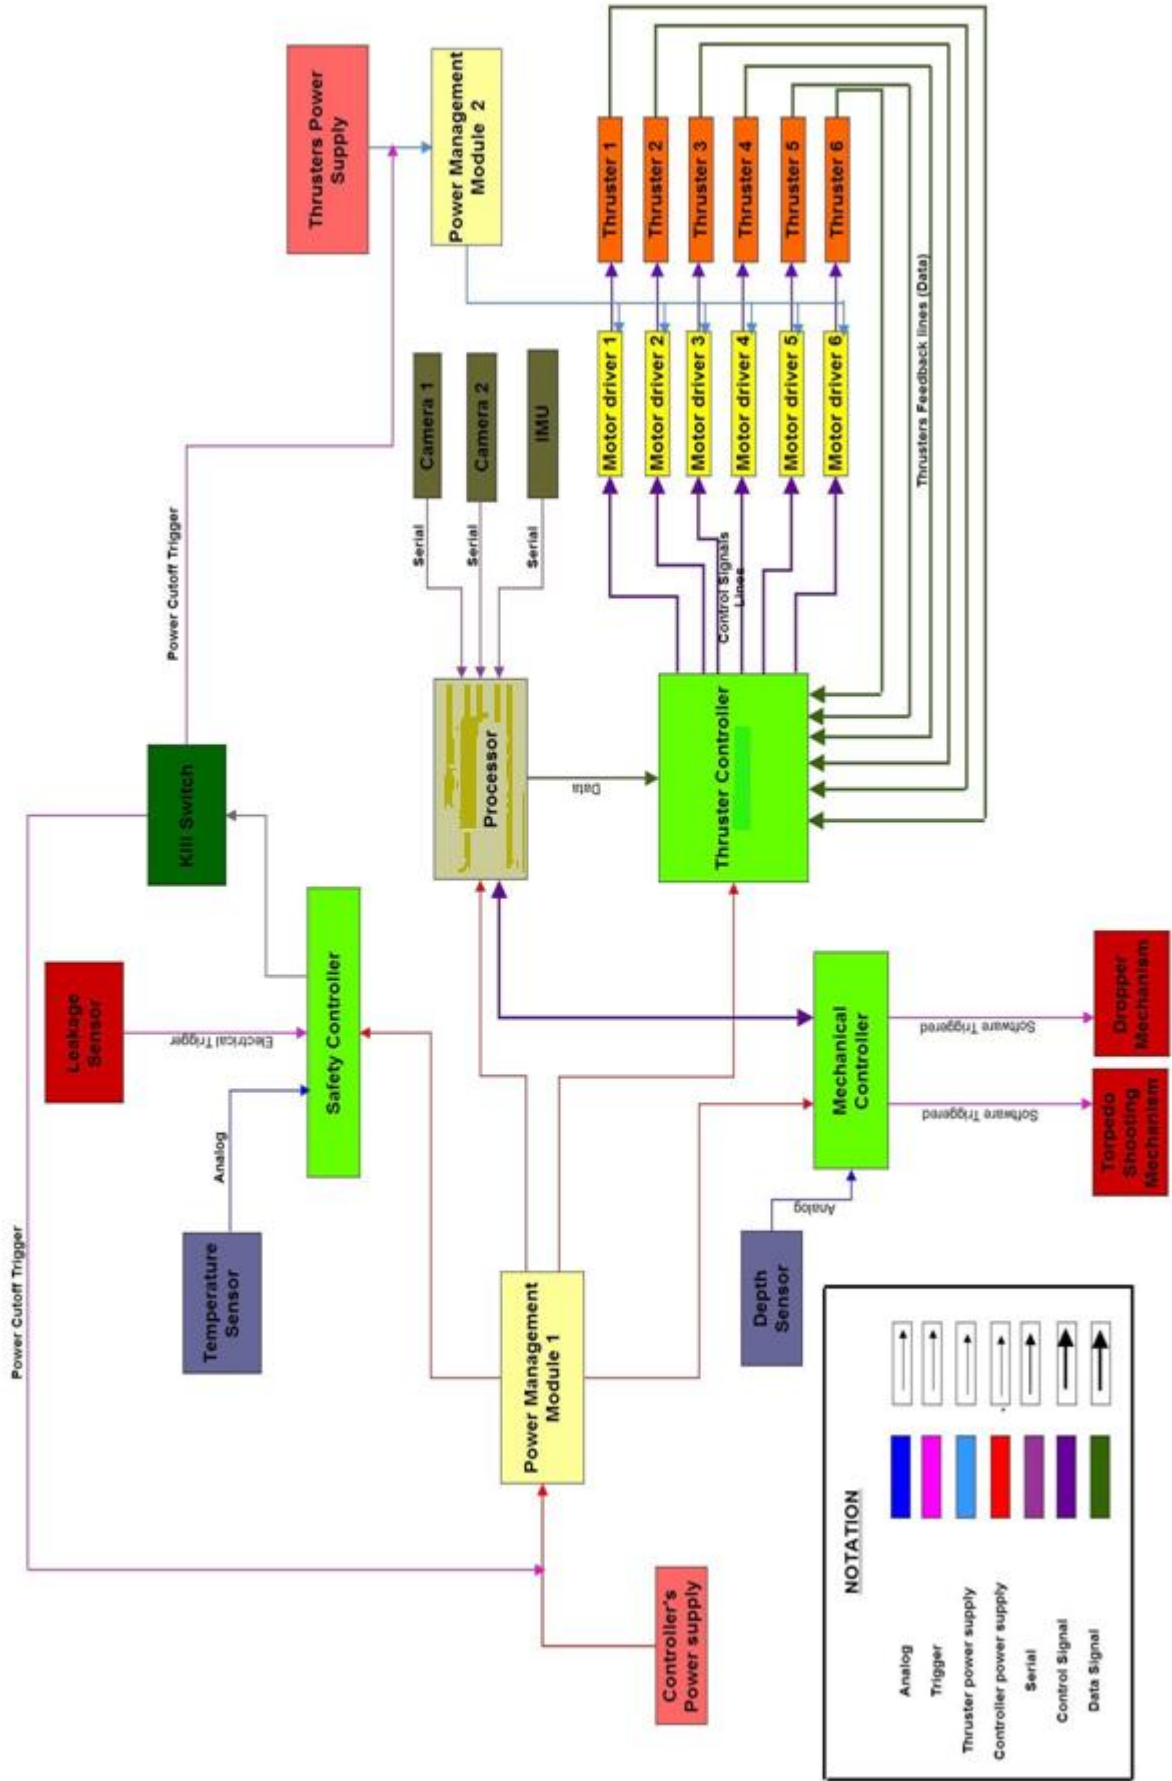 Power Cutoff Trigger
Power Cutoff Trigger
Thrusters Power
Supply
Power Management
Module 2
Kill Switch
Leakage
Sensor
Electrical Trigger
Temperature
Sensor
Analog
Safety Controller
Camera 1
Camera 2
IMU
Serial
Serial
Serial
Processor
Data
Power Management
Module 1
Controller's
Power supply
Thruster Controller
Control Signals
Lines
Motor driver 1
Motor driver 2
Motor driver 3
Motor driver 4
Motor driver 5
Motor driver 6
Thruster 1
Thruster 2
Thruster 3
Thruster 4
Thruster 5
Thruster 6
Thrusters Feedback lines (Data)
Depth
Sensor
Analog
Mechanical
Controller
Software Triggered
Software Triggered
Torpedo
Shooting
Mechanism
Dropper
Mechanism
NOTATION
Analog
Trigger
Thruster power supply
Controller power supply
Serial
Control Signal
Data Signal